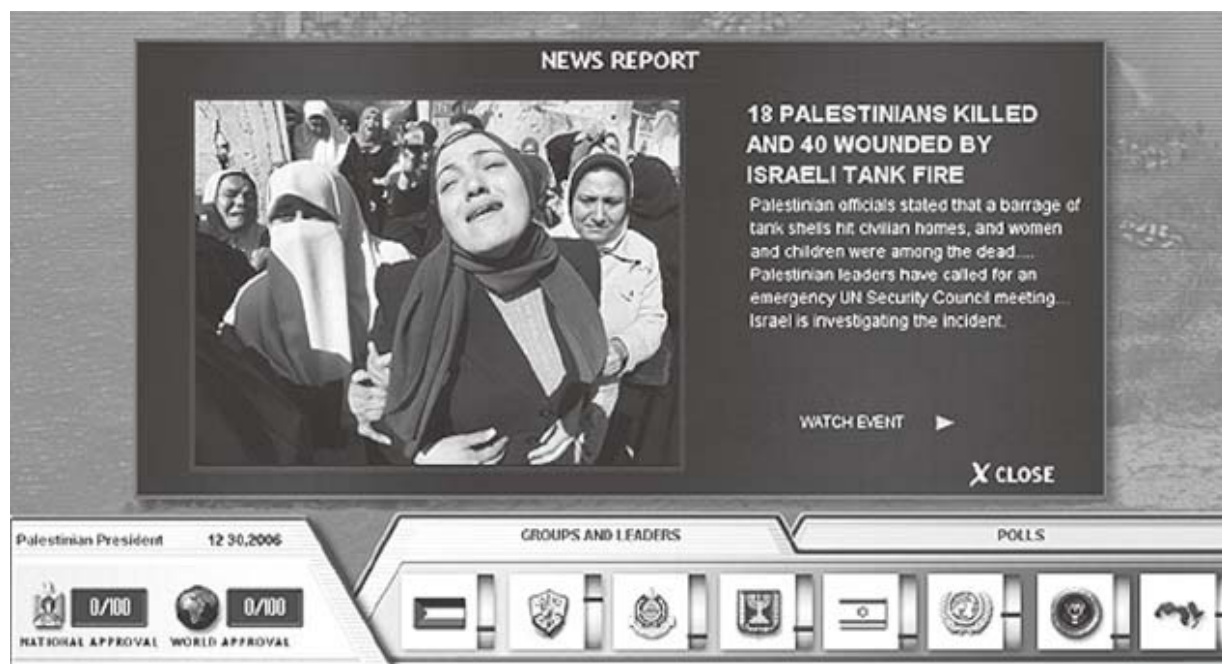 NEWS REPORT
18 PALESTINIANS KILLED
AND 40 WOUNDED BY
ISRAELI TANK FIRE
Palestinian officials stated that a barrage of
tank shells hit civilian homes, and women
and children were among the dead....
Palestinian leaders have called for an
emergency UN Security Council meeting...
Israel is investigating the incident.
WATCH EVENT
X CLOSE
Palestinian President 12 30,2006
GROUPS AND LEADERS
POLLS
0/100
0/100
NATIONAL APPROVAL WORLD APPROVAL